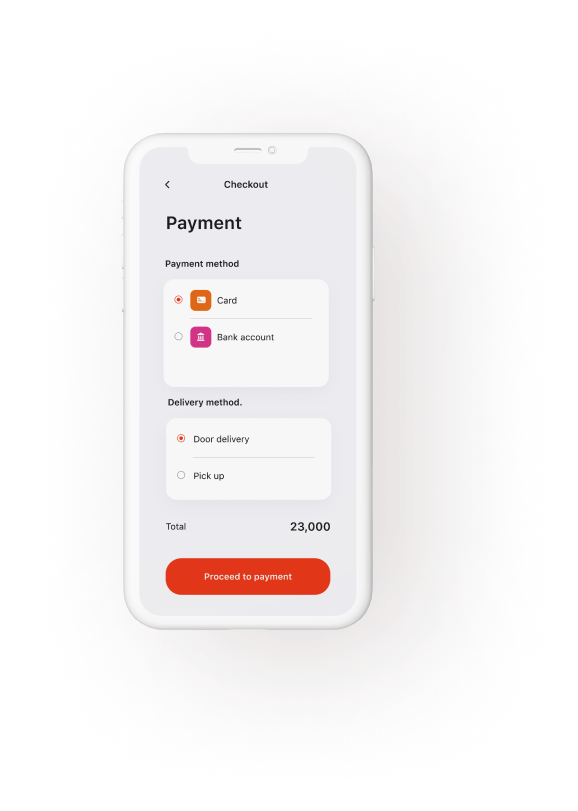 Checkout
Payment
Payment method
Card
Bank account
Delivery method.
Door delivery
Pick up
Total 23,000
Proceed to payment